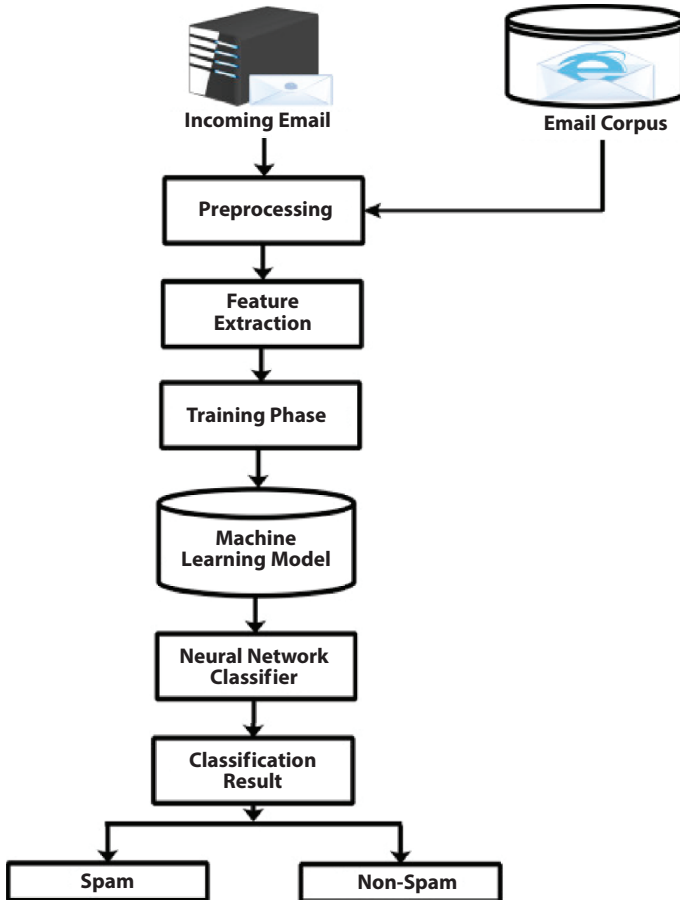 Incoming Email
Email Corpus
Preprocessing
Feature
Extraction
Training Phase
Machine
Learning Model
Neural Network
Classifier
Classification
Result
Spam
Non-Spam